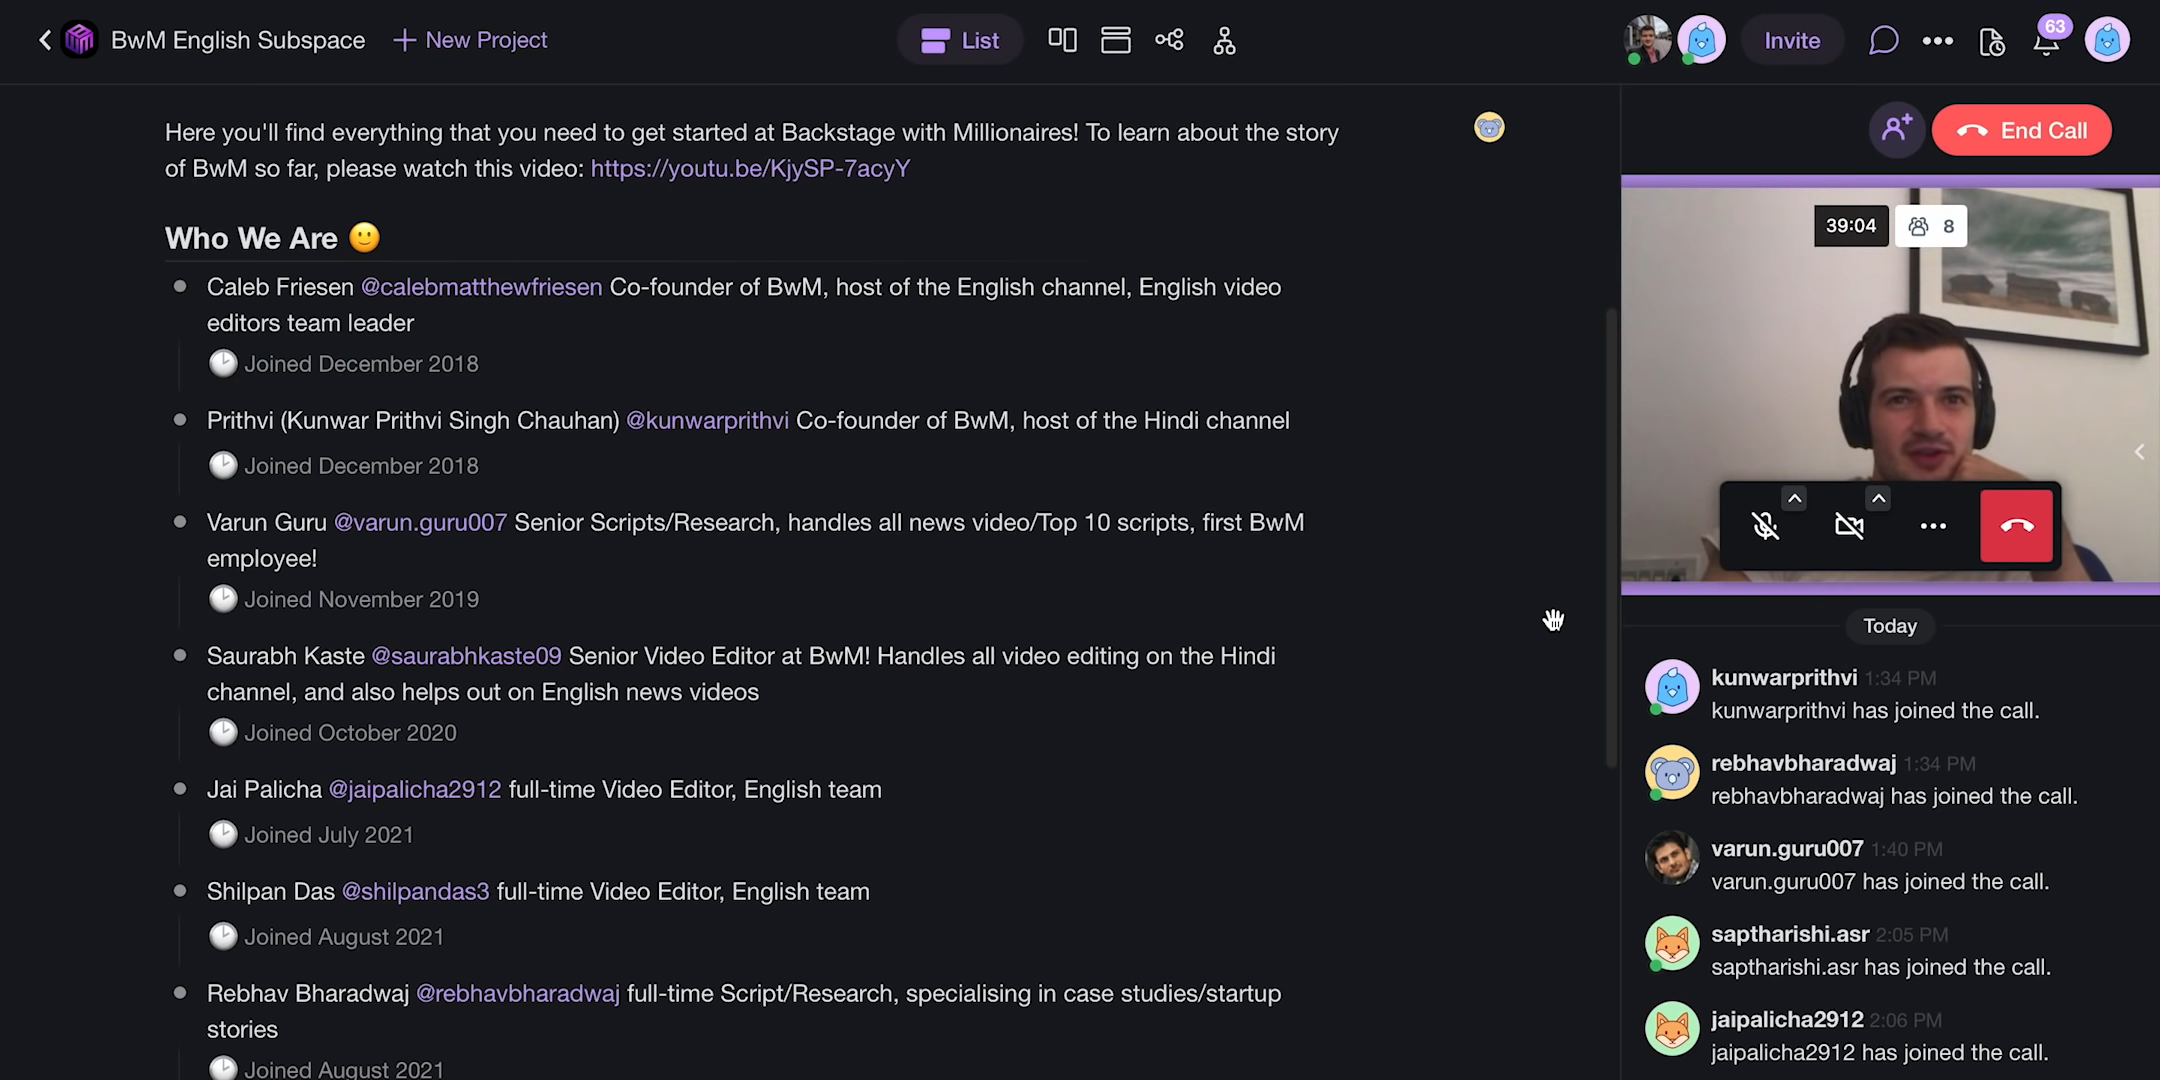 BwM English Subspace
+ New Project
List
Invite
63
Here you'll find everything that you need to get started at Backstage with Millionaires! To learn about the story
of BwM so far, please watch this video: https://youtu.be/KjySP-7acyY
Who We Are 🙂
Caleb Friesen @calebmatthewfriesen Co-founder of BwM, host of the English channel, English video
editors team leader
Joined December 2018
Prithvi (Kunwar Prithvi Singh Chauhan) @kunwarprithvi Co-founder of BwM, host of the Hindi channel
Joined December 2018
Varun Guru @varun.guru007 Senior Scripts/Research, handles all news video/Top 10 scripts, first BwM
employee!
Joined November 2019
Saurabh Kaste @saurabhkaste09 Senior Video Editor at BwM! Handles all video editing on the Hindi
channel, and also helps out on English news videos
Joined October 2020
Jai Palicha @jaipalicha2912 full-time Video Editor, English team
Joined July 2021
Shilpan Das @shilpandas3 full-time Video Editor, English team
Joined August 2021
Rebhav Bharadwaj @rebhavbharadwaj full-time Script/Research, specialising in case studies/startup
stories
Joined August 2021
End Call
39:04
8
Today
kunwarprithvi 1:34 PM
kunwarprithvi has joined the call.
rebhavbharadwaj 1:34 PM
rebhavbharadwaj has joined the call.
varun.guru007 1:40 PM
varun.guru007 has joined the call.
saptharishi.asr 2:05 PM
saptharishi.asr has joined the call.
jaipalicha2912 2:06 PM
jaipalicha2912 has joined the call.